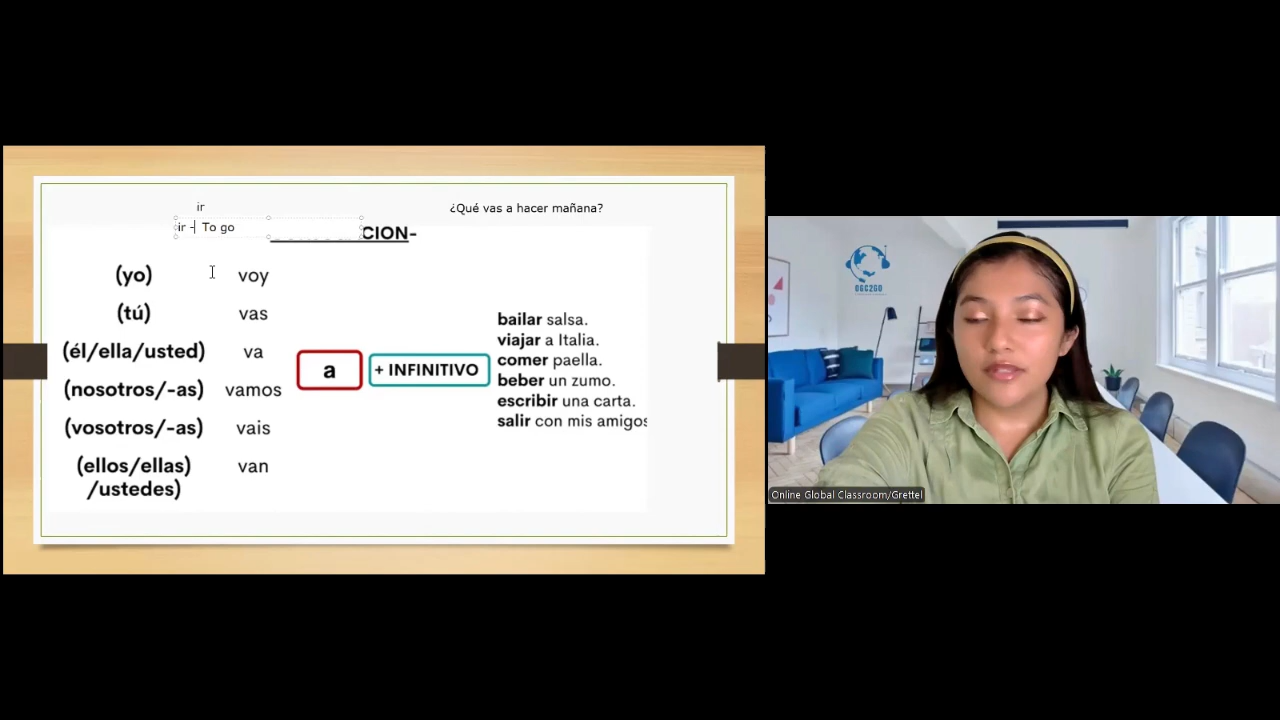 ir
¿Qué vas a hacer mañana?
ir - To go
CION-
(yo) voy
(tú) vas
(él/ella/usted) va
(nosotros/-as) vamos
(vosotros/-as) vais
(ellos/ellas)
/ustedes) van
a + INFINITIVO
bailar salsa.
viajar a Italia.
comer paella.
beber un zumo.
escribir una carta.
salir con mis amigos
OGC2GO
Online Global Classroom/Grettel